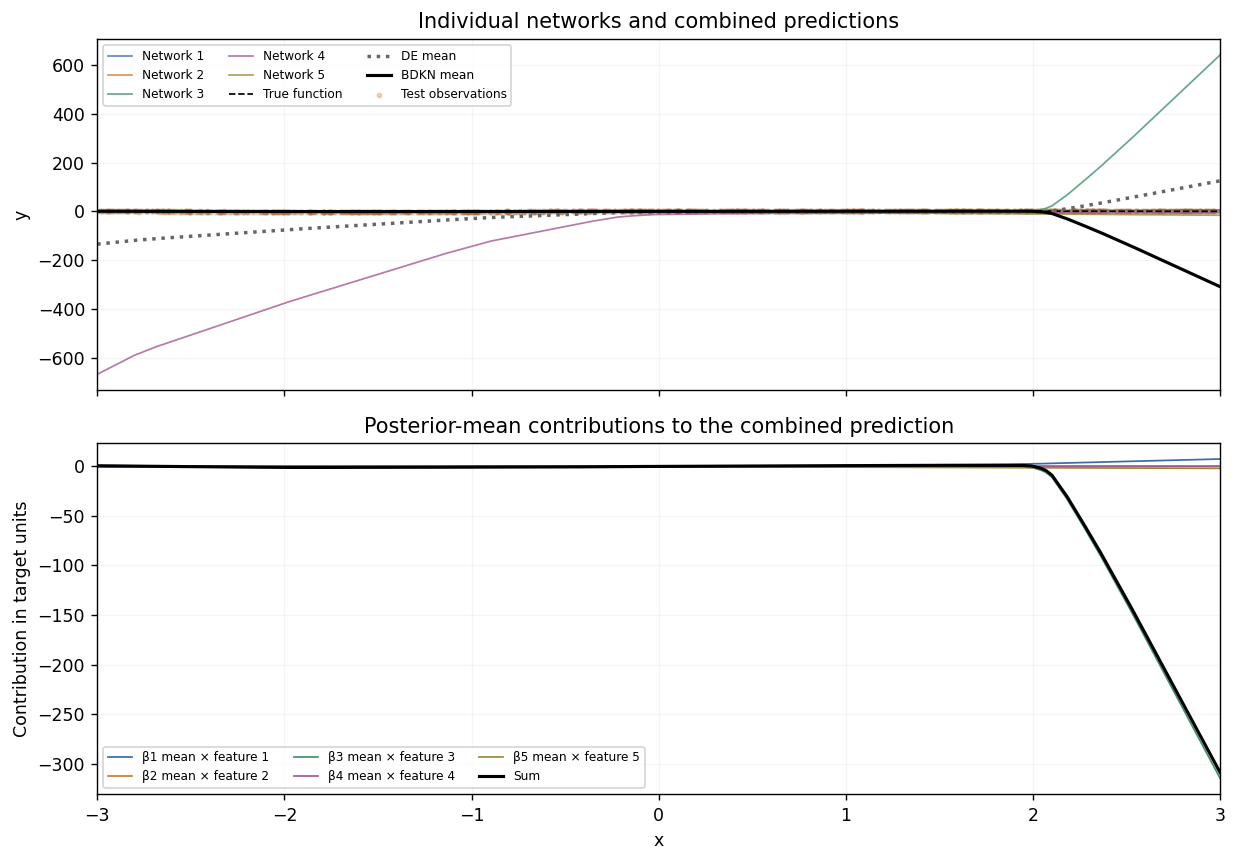 Individual networks and combined predictions
600
400
200
0
−200
−400
−600
y
Network 1
Network 2
Network 3
Network 4
Network 5
True function
DE mean
BDKN mean
Test observations
Posterior-mean contributions to the combined prediction
0
−50
−100
−150
−200
−250
−300
Contribution in target units
β1 mean × feature 1
β2 mean × feature 2
β3 mean × feature 3
β4 mean × feature 4
β5 mean × feature 5
Sum
−3
−2
−1
0
1
2
3
x